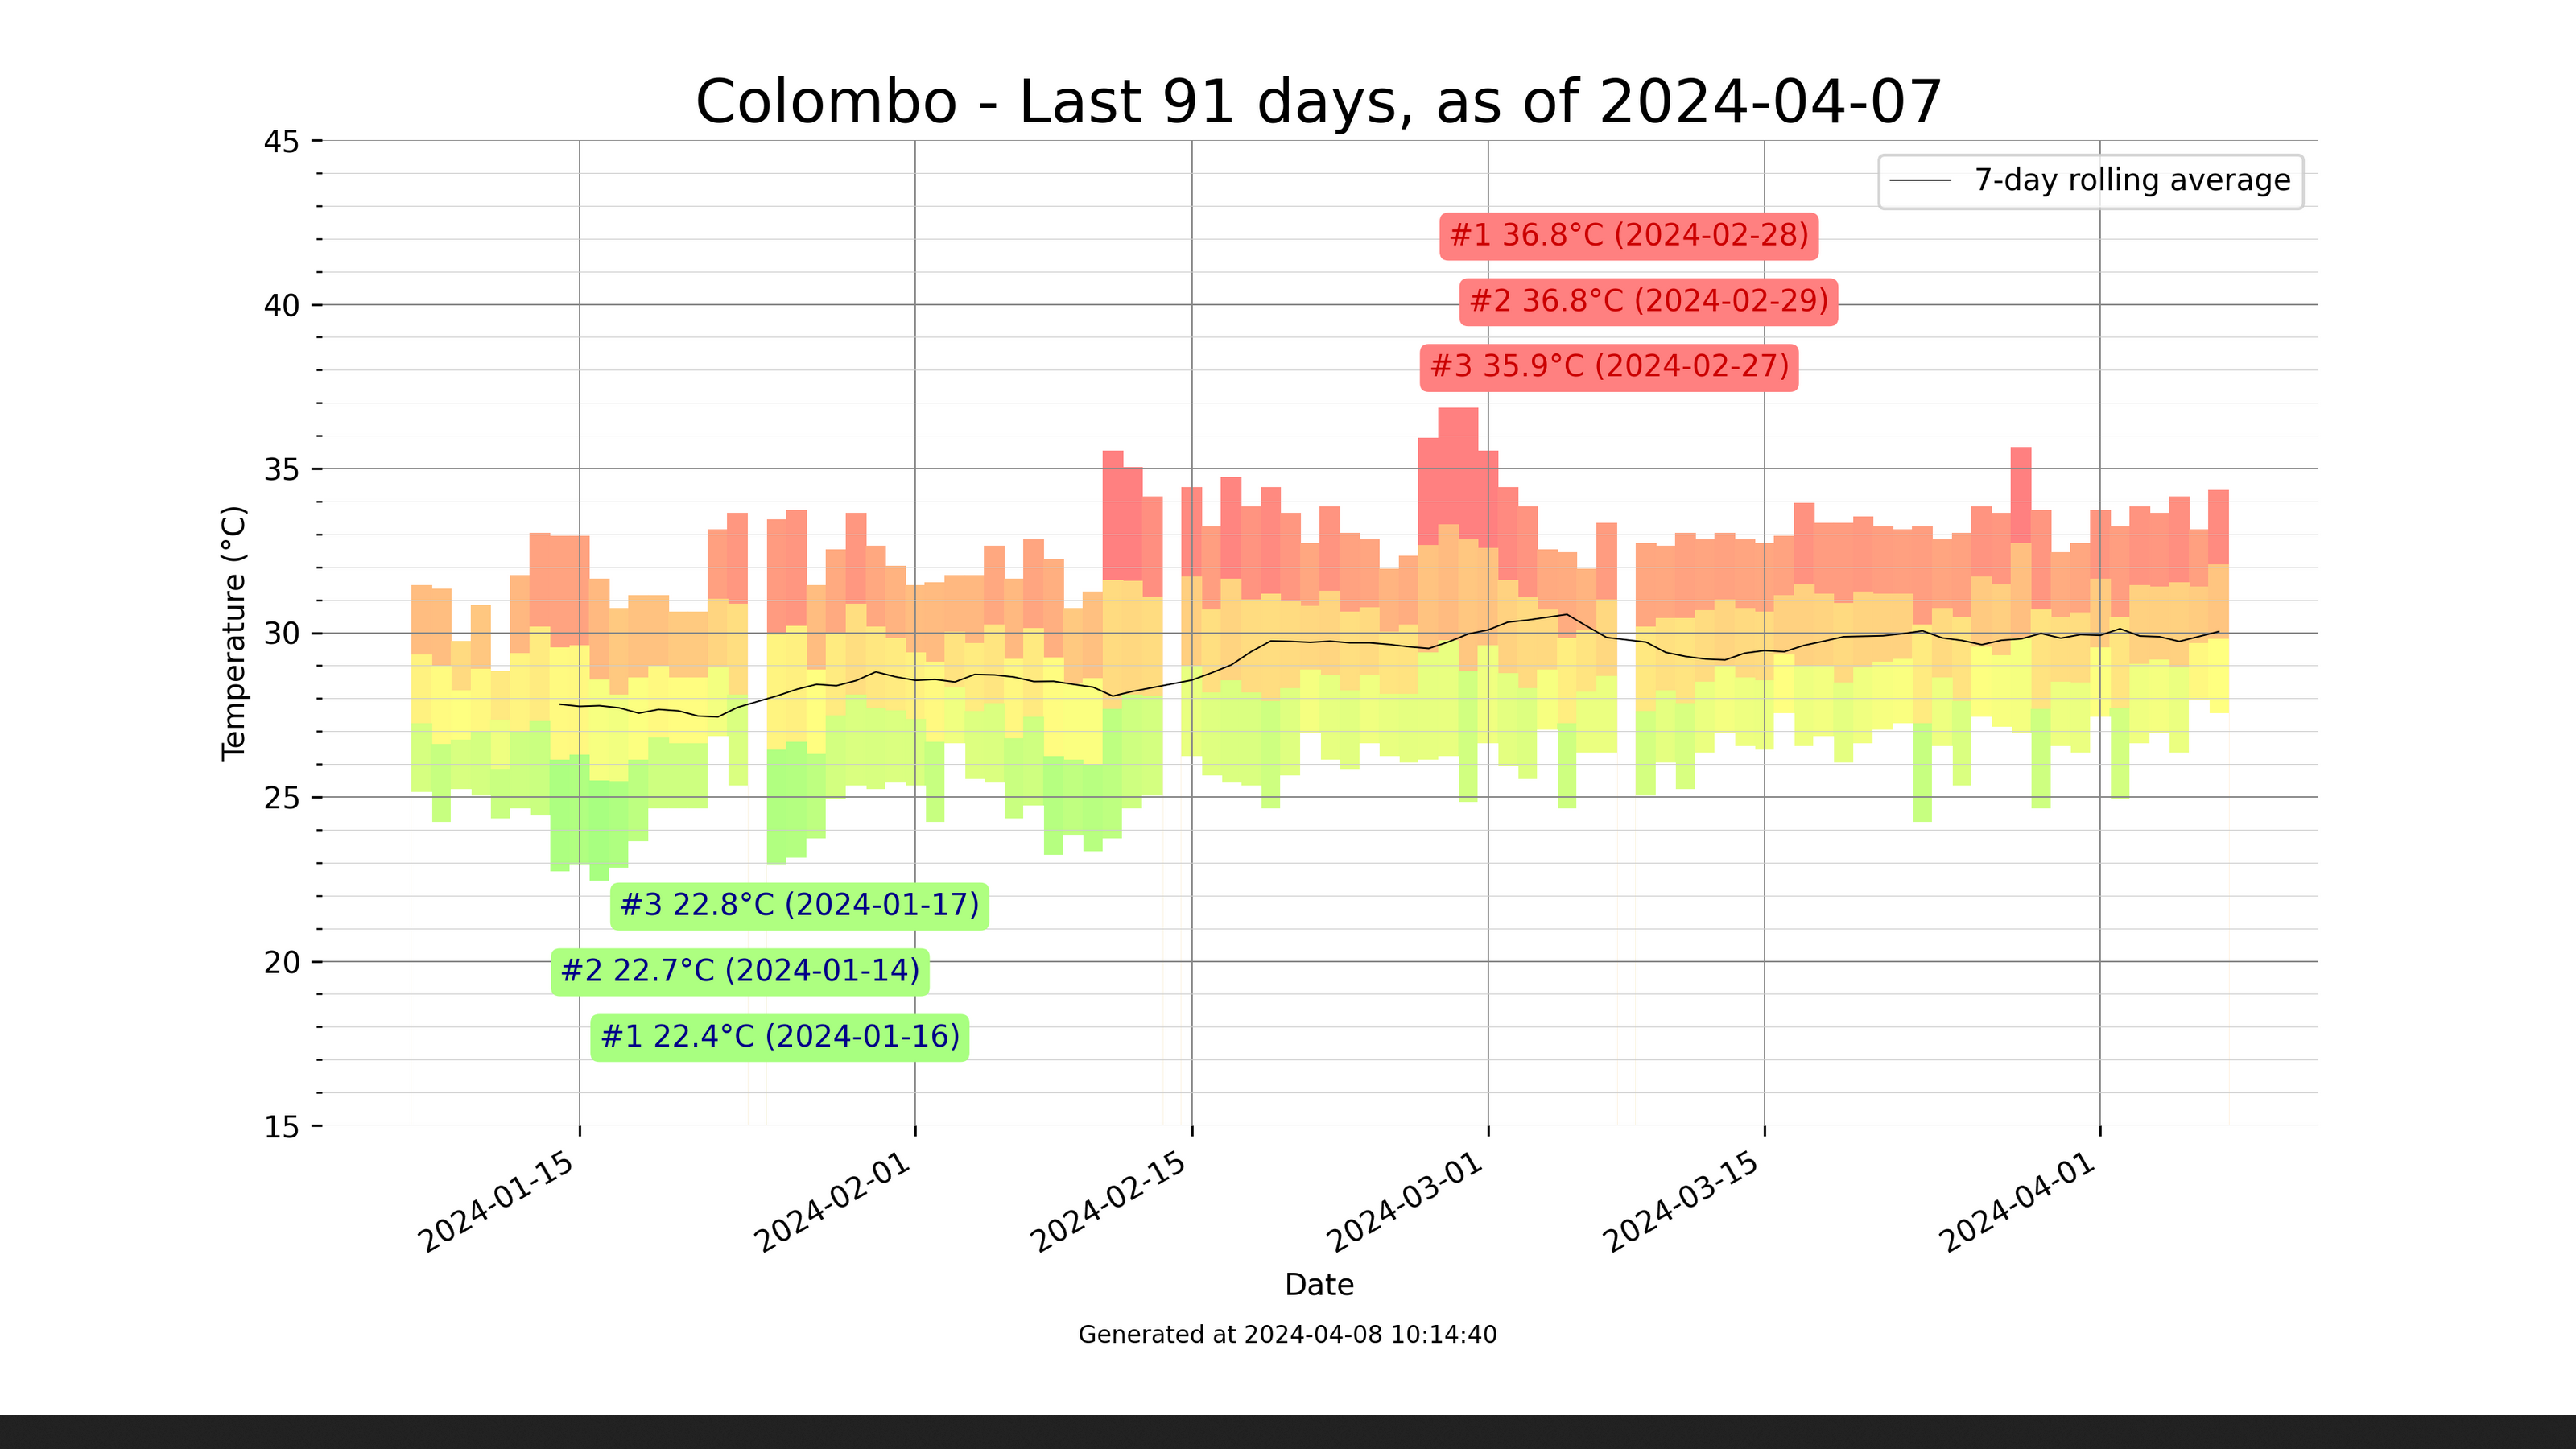 Colombo - Last 91 days, as of 2024-04-07
7-day rolling average
#1 36.8°C (2024-02-28)
#2 36.8°C (2024-02-29)
#3 35.9°C (2024-02-27)
#3 22.8°C (2024-01-17)
#2 22.7°C (2024-01-14)
#1 22.4°C (2024-01-16)
Temperature (°C)
45
40
35
30
25
20
15
2024-01-15
2024-02-01
2024-02-15
2024-03-01
2024-03-15
2024-04-01
Date
Generated at 2024-04-08 10:14:40